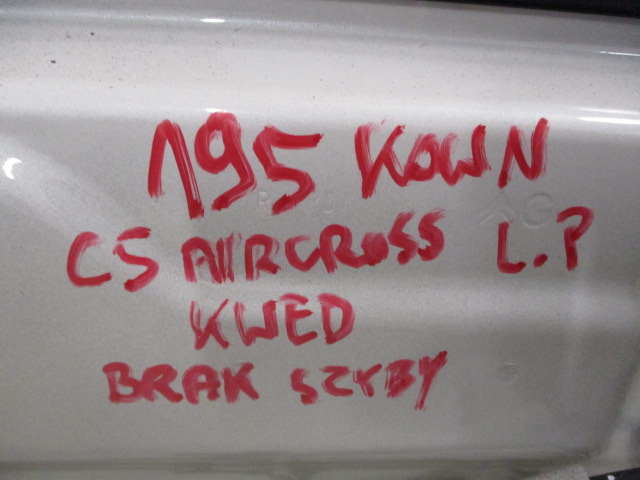 195 KOWN
C5 AIRCROSS L.P
KWED
BRAK SZYBY